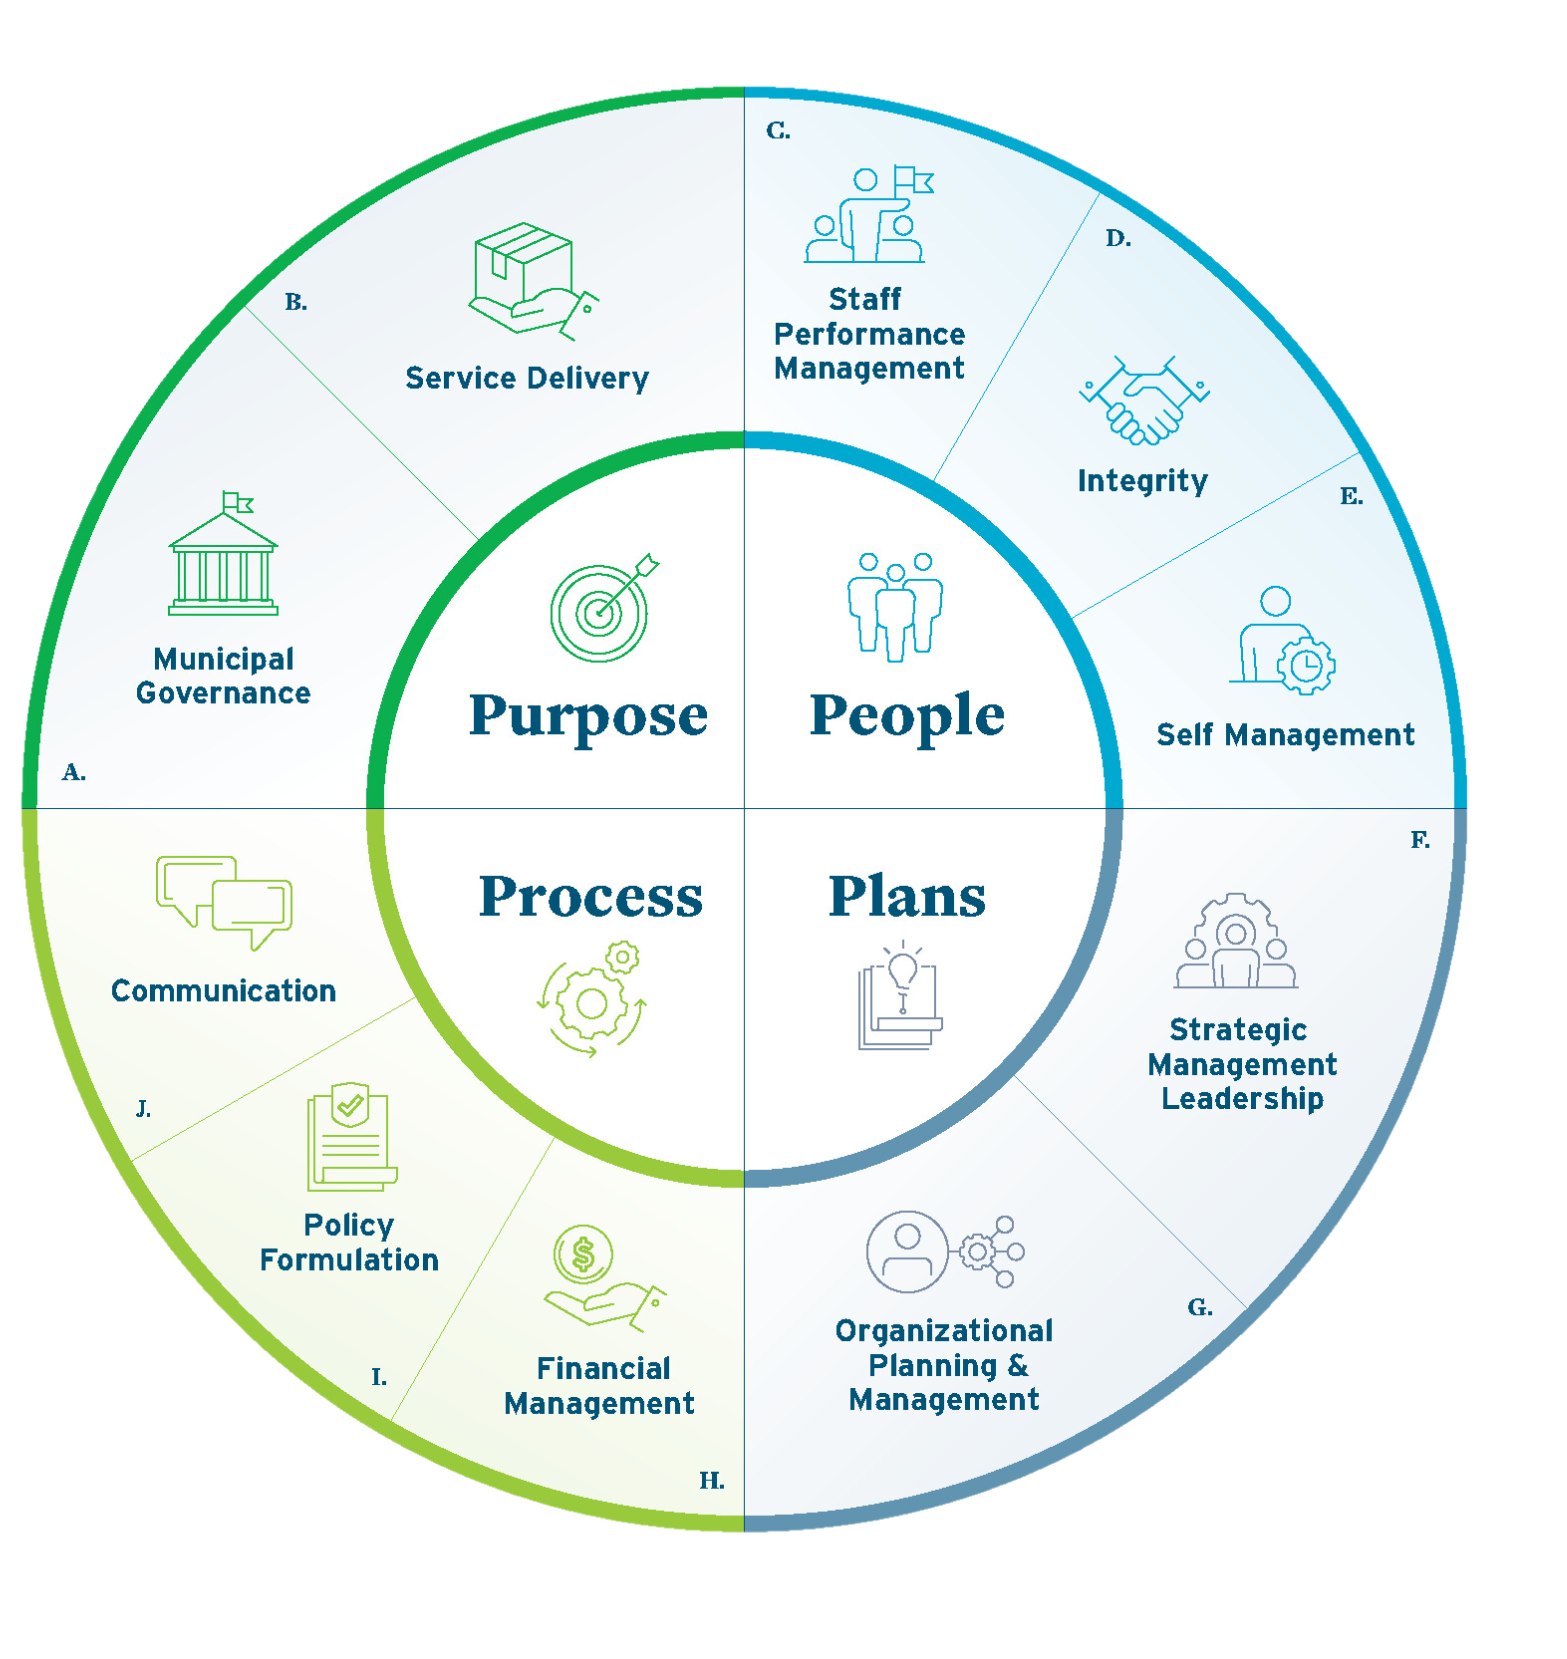 A.
Municipal
Governance
B.
Service Delivery
C.
Staff
Performance
Management
D.
Integrity
E.
Self Management
F.
Strategic
Management
Leadership
G.
Organizational
Planning &
Management
H.
Financial
Management
I.
Policy
Formulation
J.
Communication
Purpose
People
Process
Plans
$